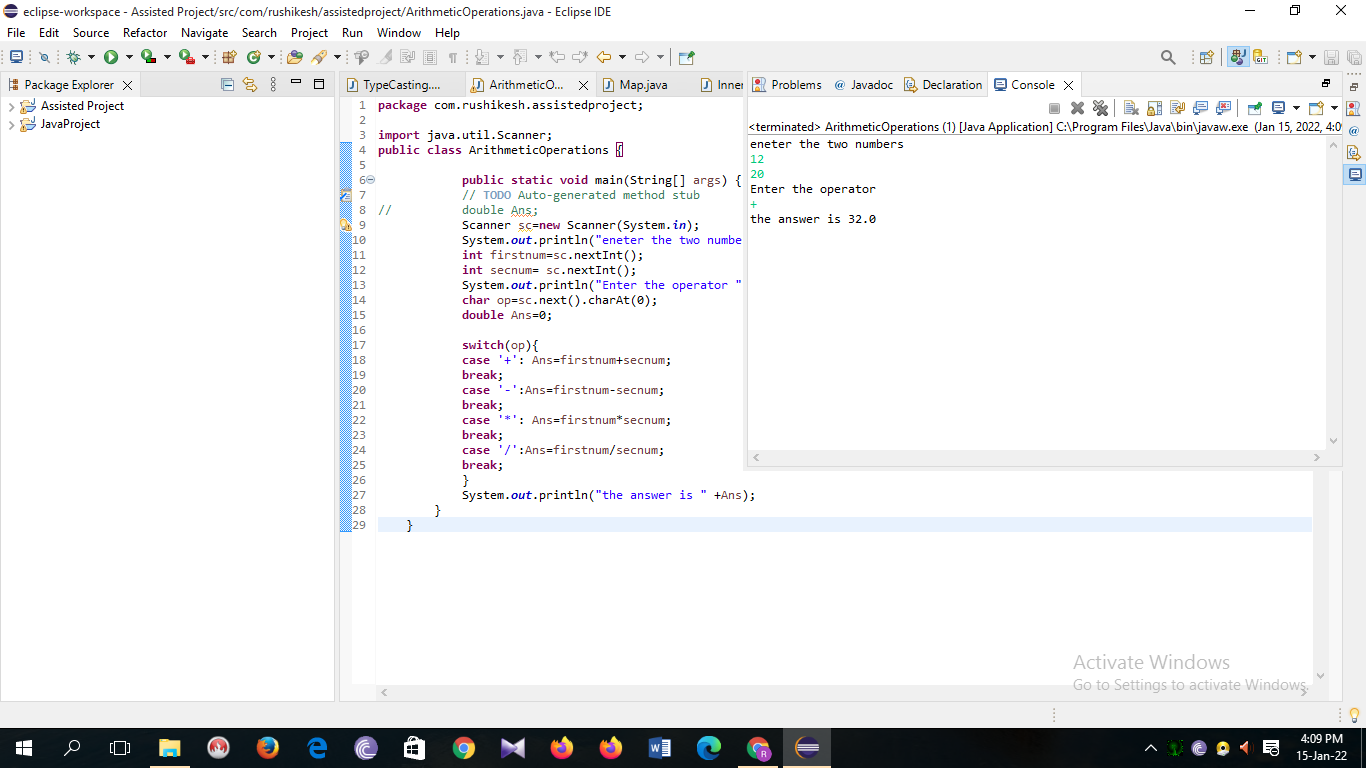 eclipse-workspace - Assisted Project/src/com/rushikesh/assistedproject/ArithmeticOperations.java - Eclipse IDE
File Edit Source Refactor Navigate Search Project Run Window Help
Package Explorer
Assisted Project
JavaProject
TypeCasting.... ArithmeticO... Map.java Inner
1 package com.rushikesh.assistedproject;
2
3 import java.util.Scanner;
4 public class ArithmeticOperations {
5
6 public static void main(String[] args) {
7 // TODO Auto-generated method stub
8 // double Ans;
9 Scanner sc=new Scanner(System.in);
10 System.out.println("eneter the two numbe
11 int firstnum=sc.nextInt();
12 int secnum= sc.nextInt();
13 System.out.println("Enter the operator "
14 char op=sc.next().charAt(0);
15 double Ans=0;
16
17 switch(op){
18 case '+': Ans=firstnum+secnum;
19 break;
20 case '-':Ans=firstnum-secnum;
21 break;
22 case '*': Ans=firstnum*secnum;
23 break;
24 case '/':Ans=firstnum/secnum;
25 break;
26 }
27 System.out.println("the answer is " +Ans);
28 }
29 }
Problems @ Javadoc Declaration Console
<terminated> ArithmeticOperations (1) [Java Application] C:\Program Files\Java\bin\javaw.exe (Jan 15, 2022, 4:0
eneter the two numbers
12
20
Enter the operator
+
the answer is 32.0
Activate Windows
Go to Settings to activate Windows.
4:09 PM
15-Jan-22